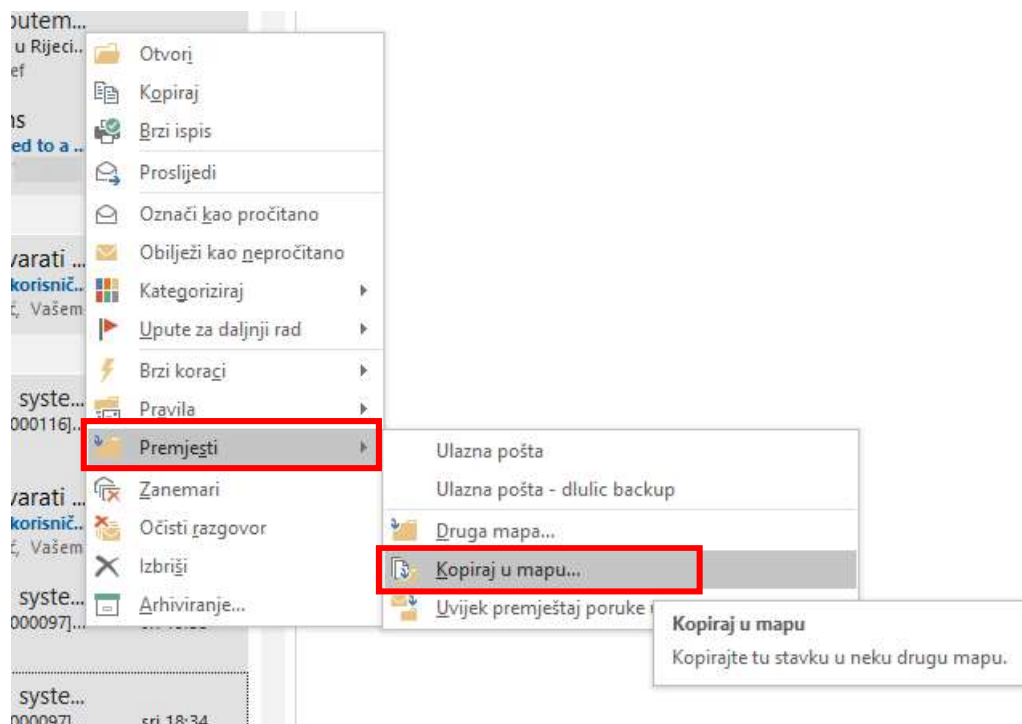 outem...
u Rijeci..
ef
ns
ed to a ..
varati ...
korisnič..
ć, Vašem
syste...
000116]..
varati ...
korisnič..
ć, Vašem
syste...
000097]...
syste...
000097]
sri 18:34
Otvori
Kopiraj
Brzi ispis
Proslijedi
Označi kao pročitano
Obilježi kao nepročitano
Kategoriziraj
Upute za daljnji rad
Brzi koraci
Pravila
Premjesti
Zanemari
Očisti razgovor
Izbriši
Arhiviranje...
Ulazna pošta
Ulazna pošta - dlulic backup
Druga mapa...
Kopiraj u mapu...
Uvijek premještaj poruke
Kopiraj u mapu
Kopirajte tu stavku u neku drugu mapu.